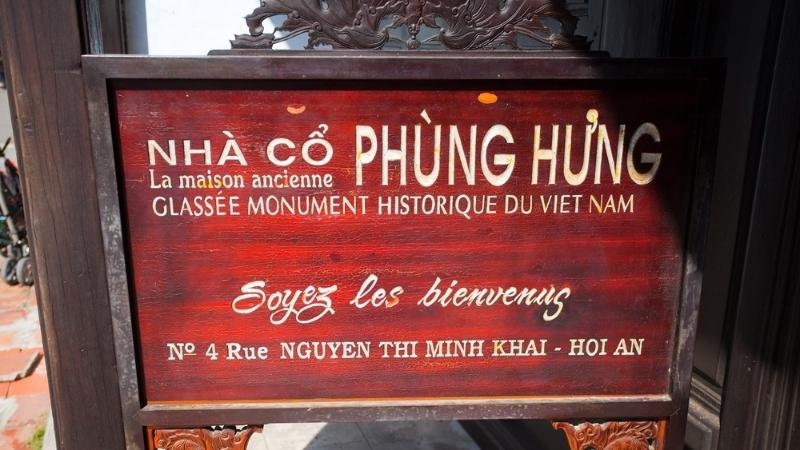 NHÀ CỔ PHÙNG HƯNG
La maison ancienne
GLASSÉE MONUMENT HISTORIQUE DU VIET NAM
Soyez les bienvenus
Nº 4 Rue NGUYEN THI MINH KHAI - HOI AN